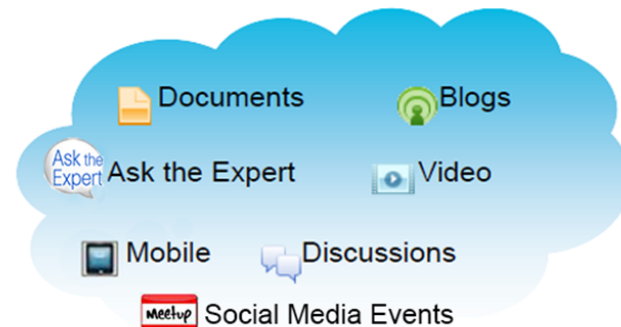 Documents
Blogs
Ask the
Expert
Ask the Expert
Video
Mobile
Discussions
Meetup
Social Media Events